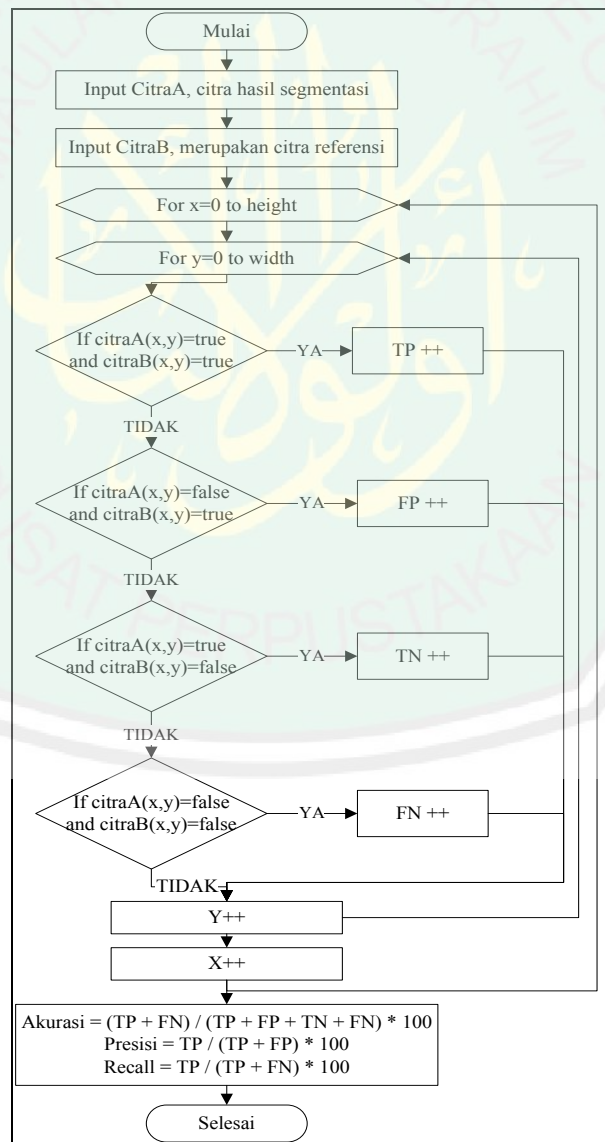 Mulai
Input CitraA, citra hasil segmentasi
Input CitraB, merupakan citra referensi
For x=0 to height
For y=0 to width
If citraA(x,y)=true
and citraB(x,y)=true
YA
TP ++
TIDAK
If citraA(x,y)=false
and citraB(x,y)=true
YA
FP ++
TIDAK
If citraA(x,y)=true
and citraB(x,y)=false
YA
TN ++
TIDAK
If citraA(x,y)=false
and citraB(x,y)=false
YA
FN ++
TIDAK
Y++
X++
Akurasi = (TP + FN) / (TP + FP + TN + FN) * 100
Presisi = TP / (TP + FP) * 100
Recall = TP / (TP + FN) * 100
Selesai
PERPUSTAKAAN